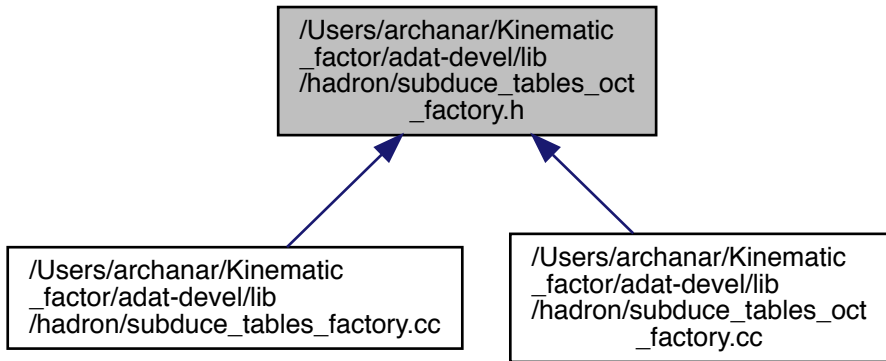 /Users/archanar/Kinematic
_factor/adat-devel/lib
/hadron/subduce_tables_oct
_factory.h
/Users/archanar/Kinematic
_factor/adat-devel/lib
/hadron/subduce_tables_factory.cc
/Users/archanar/Kinematic
_factor/adat-devel/lib
/hadron/subduce_tables_oct
_factory.cc